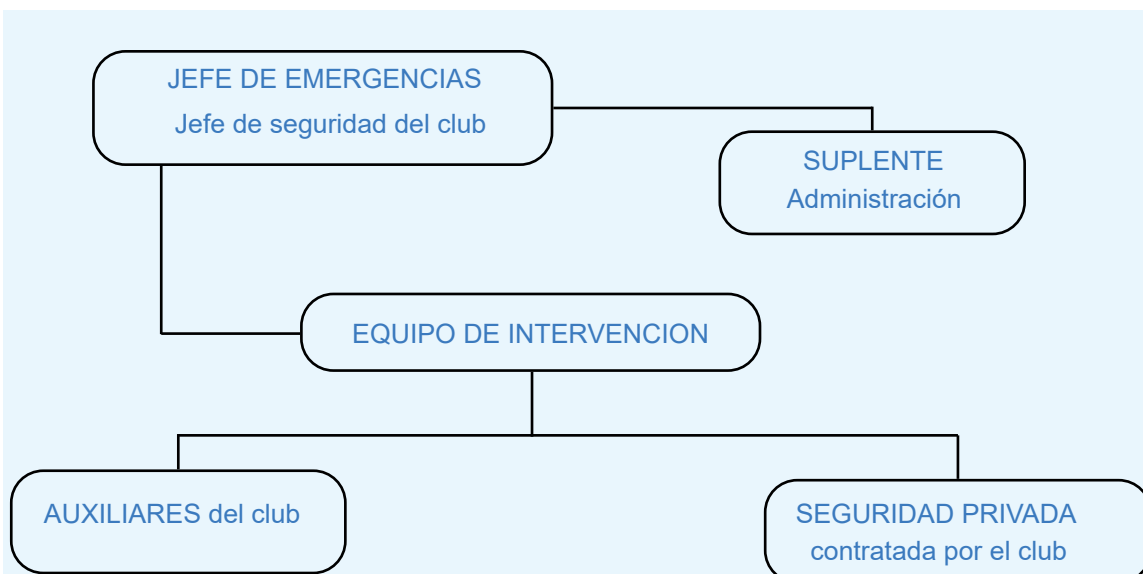 JEFE DE EMERGENCIAS
Jefe de seguridad del club
SUPLENTE
Administración
EQUIPO DE INTERVENCION
AUXILIARES del club
SEGURIDAD PRIVADA
contratada por el club